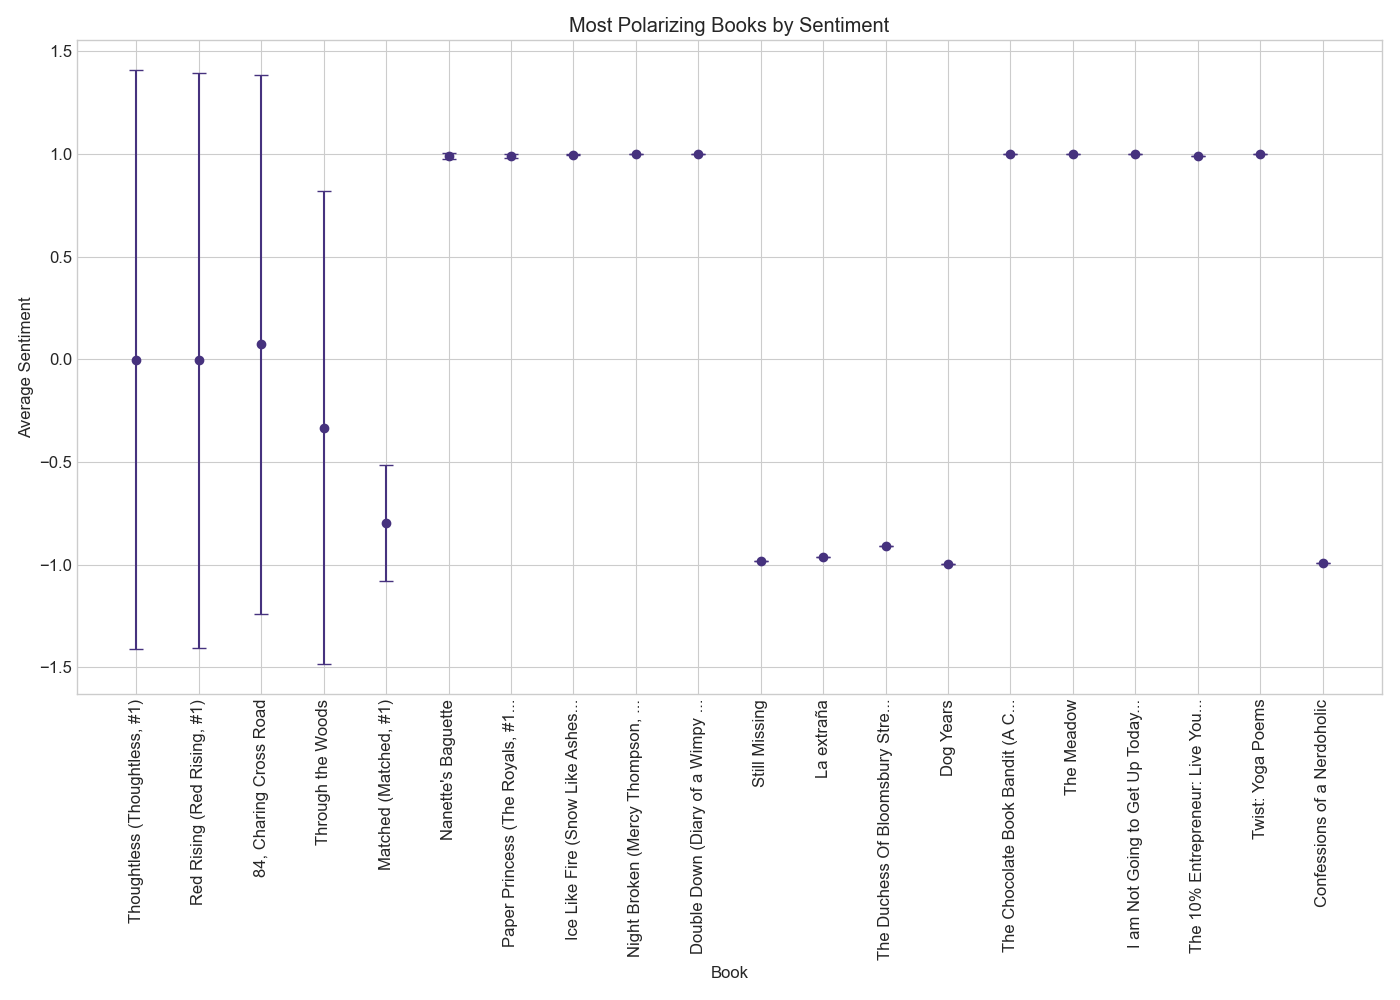 Most Polarizing Books by Sentiment
Average Sentiment
1.5
1.0
0.5
0.0
−0.5
−1.0
−1.5
Thoughtless (Thoughtless, #1)
Red Rising (Red Rising, #1)
84, Charing Cross Road
Through the Woods
Matched (Matched, #1)
Nanette's Baguette
Paper Princess (The Royals, #1...
Ice Like Fire (Snow Like Ashes...
Night Broken (Mercy Thompson, ...
Double Down (Diary of a Wimpy ...
Still Missing
La extraña
The Duchess Of Bloomsbury Stre...
Dog Years
The Chocolate Book Bandit (A C...
The Meadow
I am Not Going to Get Up Today...
The 10% Entrepreneur: Live You...
Twist: Yoga Poems
Confessions of a Nerdoholic
Book